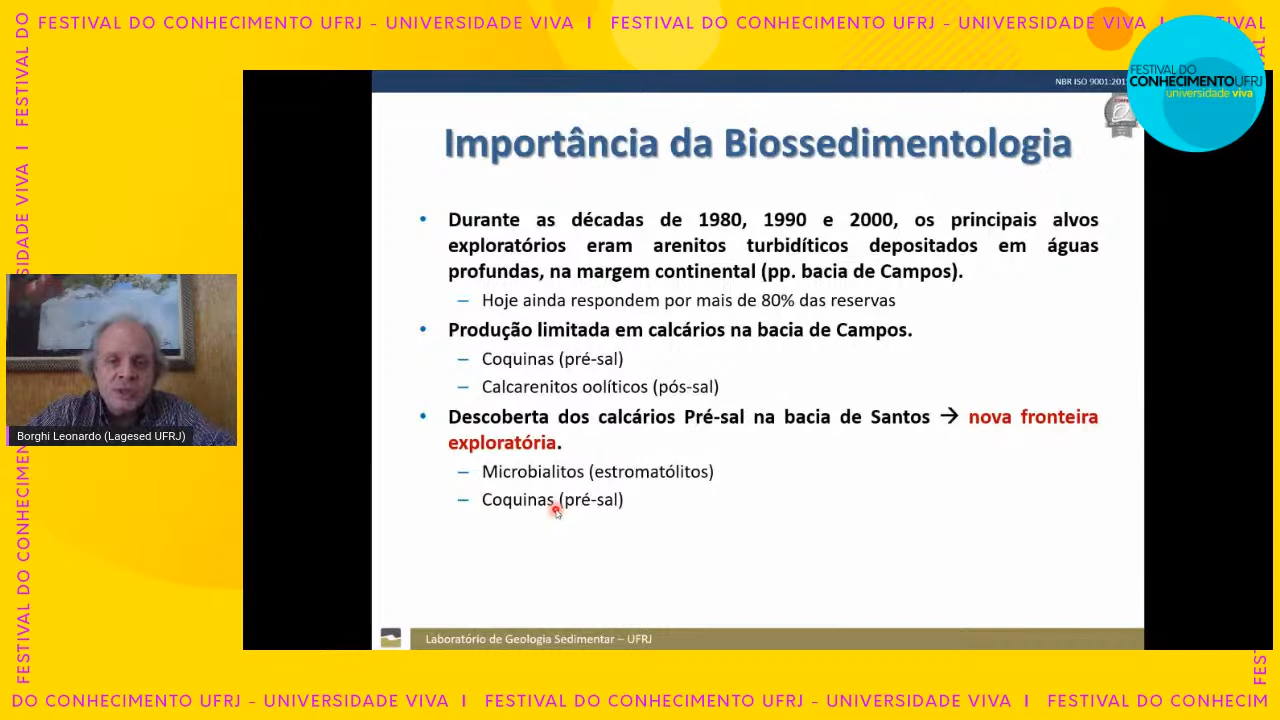 FESTIVAL DO CONHECIMENTO UFRJ - UNIVERSIDADE VIVA I FESTIVAL DO CONHECIMENTO UFRJ - UNIVERSIDADE VIVA I
FESTIVAL DO
CONHECIMENTO UFRJ
universidade viva
NBR ISO 9001:201
Importância da Biossedimentologia
• Durante as décadas de 1980, 1990 e 2000, os principais alvos
exploratórios eram arenitos turbidíticos depositados em águas
profundas, na margem continental (pp. bacia de Campos).
– Hoje ainda respondem por mais de 80% das reservas
• Produção limitada em calcários na bacia de Campos.
– Coquinas (pré-sal)
– Calcarenitos oolíticos (pós-sal)
• Descoberta dos calcários Pré-sal na bacia de Santos → nova fronteira
exploratória.
– Microbialitos (estromatólitos)
– Coquinas (pré-sal)
Borghi Leonardo (Lagesed UFRJ)
Laboratório de Geologia Sedimentar – UFRJ
FESTIVAL DO CONHECIMEN
SIDADE VIVA I FESTIVAL DO
DO CONHECIMENTO UFRJ - UNIVERSIDADE VIVA I FESTIVAL DO CONHECIMENTO UFRJ - UNIVERSIDADE VIVA I FESTIVAL DO CONHECIM